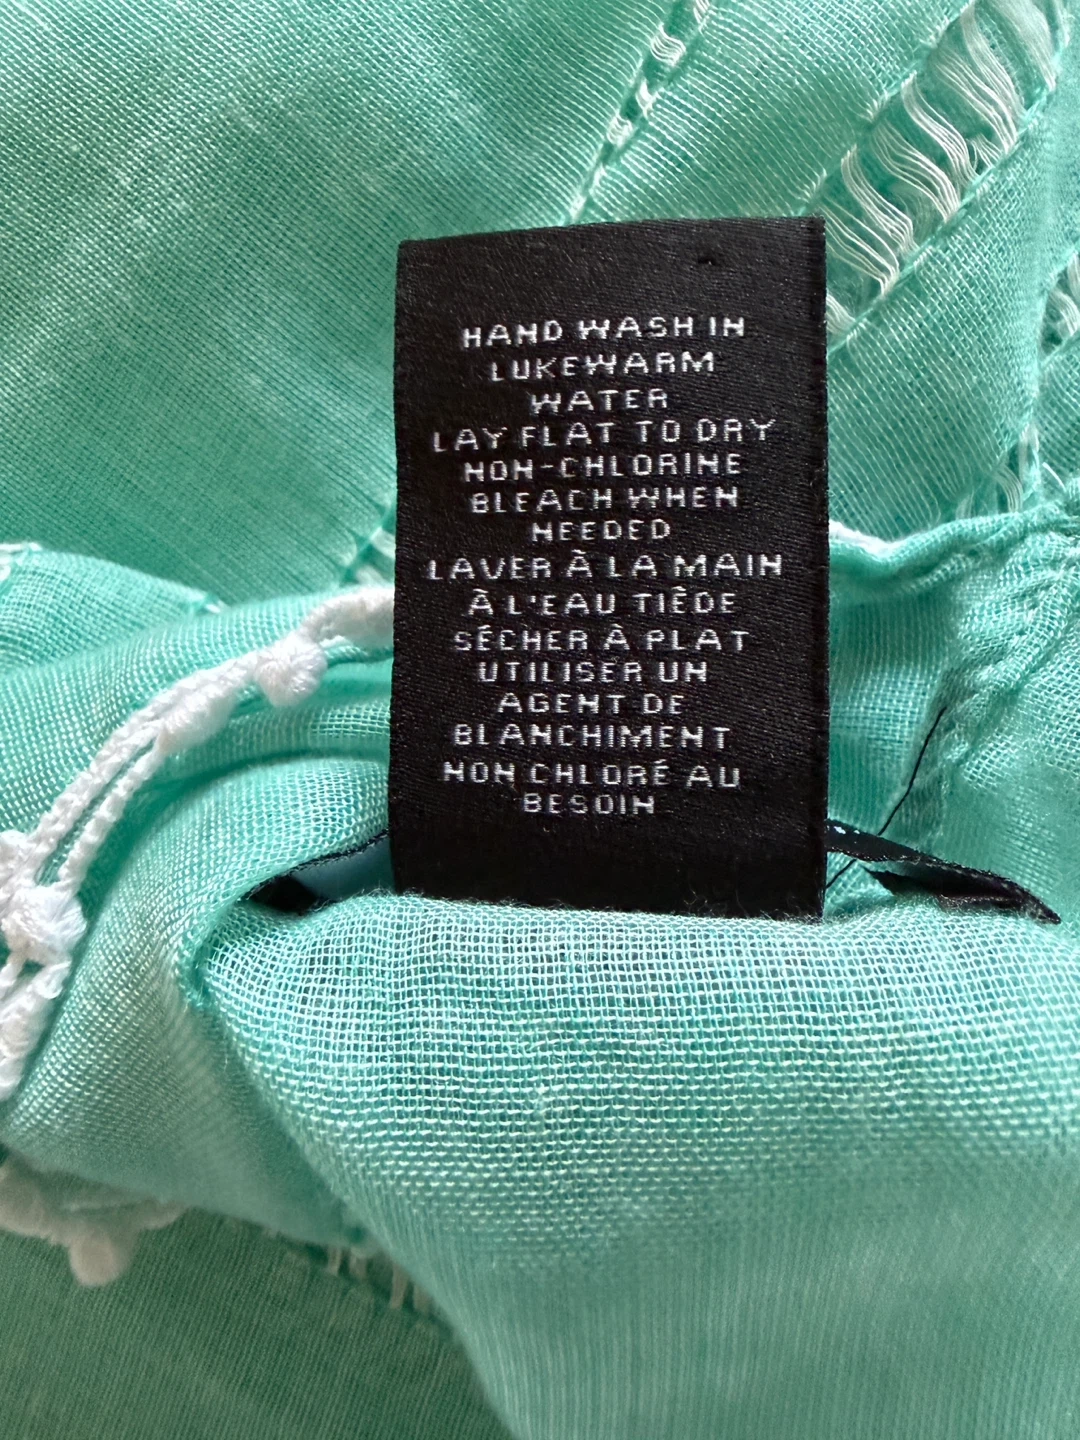 HAND WASH IN
LUKEWARM
WATER
LAY FLAT TO DRY
NON-CHLORINE
BLEACH WHEN
NEEDED
LAVER À LA MAIN
À L'EAU TIÈDE
SÉCHER À PLAT
UTILISER UN
AGENT DE
BLANCHIMENT
NON CHLORÉ AU
BESOIN